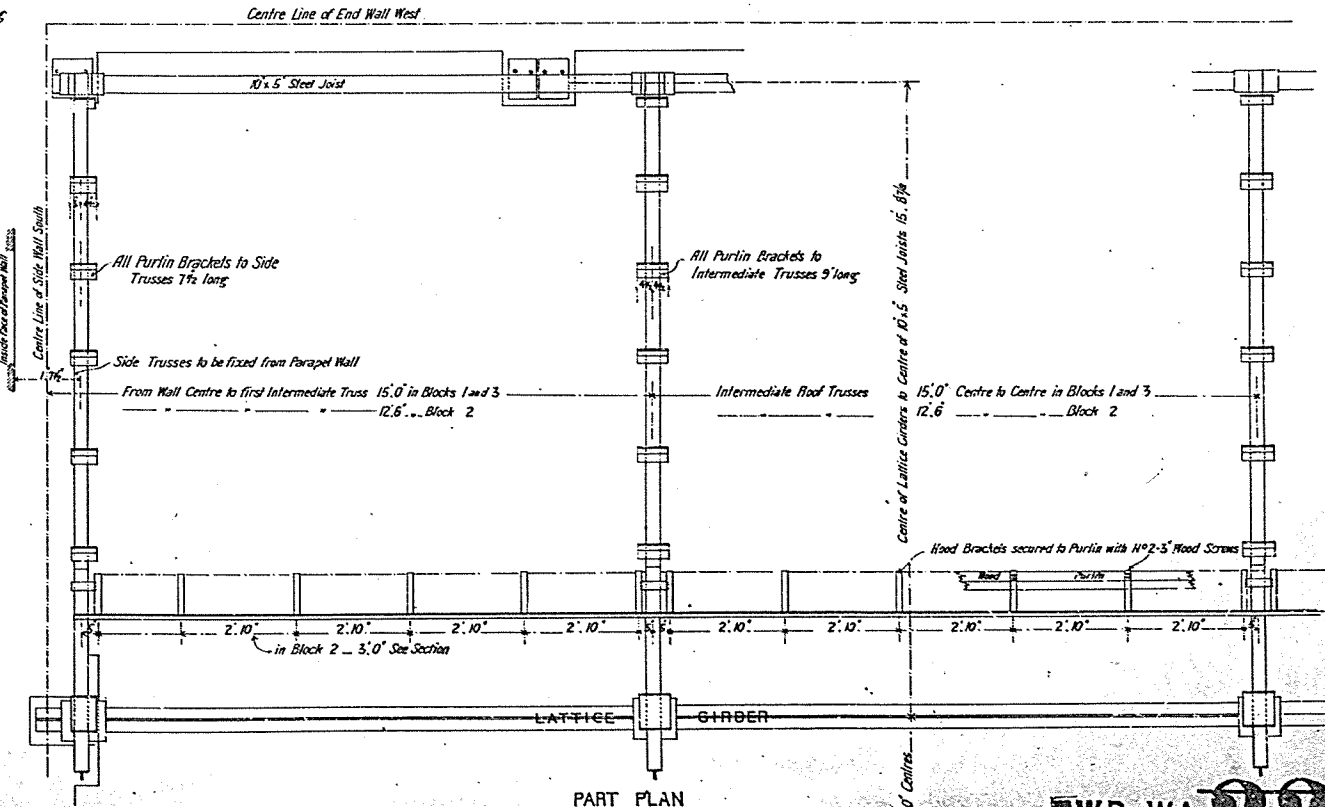 Centre Line of End Wall West
10"x 5" Steel Joist
Centre Line of Side Wall South
Inside Face of Parapet Wall
All Purlin Brackets to Side
Trusses 7½" long
All Purlin Brackets to
Intermediate Trusses 9" long
Centre of Lattice Girders to Centre of 10"x 5" Steel Joists 15'. 8⅞"
Side Trusses to be fixed from Parapet Wall
From Wall Centre to first Intermediate Truss 15'.0" in Blocks 1 and 3
12'.6" " Block 2
Intermediate Roof Trusses 15'.0" Centre to Centre in Blocks 1 and 3
12'.6" Block 2
Wood Brackets secured to Purlin with Nº 2-3" Wood Screws
Wood Purlin
5" 2'.10" 2'.10" 2'.10" 2'.10" 5" 5" 2'.10" 2'.10" 2'.10" 2'.10" 2'.10" 5"
in Block 2 _ 3'.0" See Section
LATTICE GIRDER
0" Centres
PART PLAN